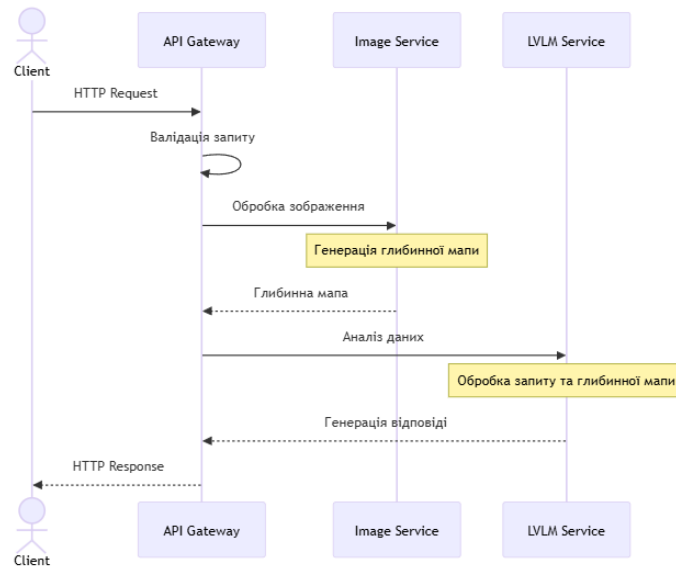 API Gateway
Image Service
LVLM Service
Client
HTTP Request
Валідація запиту
Обробка зображення
Генерація глибинної мапи
Глибинна мапа
Аналіз даних
Обробка запиту та глибинної мапи
Генерація відповіді
HTTP Response
API Gateway
Image Service
LVLM Service
Client